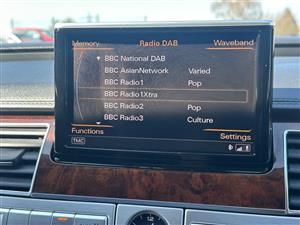 Memory Radio DAB Waveband
BBC National DAB
BBC AsianNetwork Varied
BBC Radio1 Pop
BBC Radio1Xtra
BBC Radio2 Pop
BBC Radio3 Culture
Functions Settings
TMC